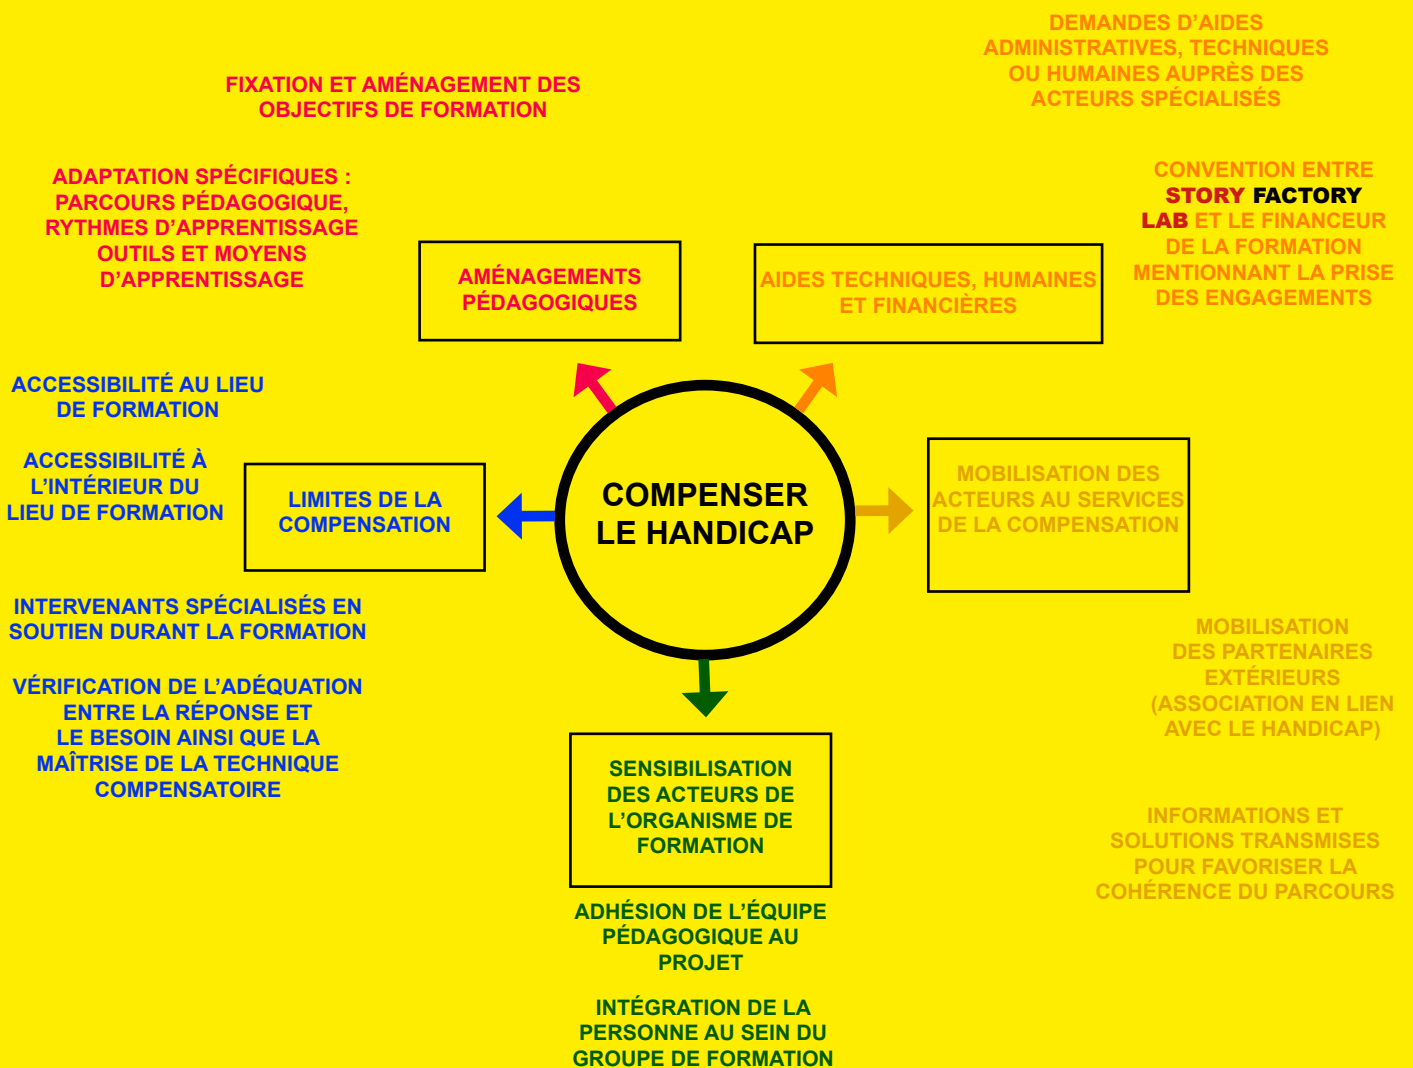 DEMANDES D'AIDES
ADMINISTRATIVES, TECHNIQUES
OU HUMAINES AUPRÈS DES
ACTEURS SPÉCIALISÉS
FIXATION ET AMÉNAGEMENT DES
OBJECTIFS DE FORMATION
ADAPTATION SPÉCIFIQUES :
PARCOURS PÉDAGOGIQUE,
RYTHMES D'APPRENTISSAGE
OUTILS ET MOYENS
D'APPRENTISSAGE
AMÉNAGEMENTS
PÉDAGOGIQUES
AIDES TECHNIQUES, HUMAINES
ET FINANCIÈRES
CONVENTION ENTRE
STORY FACTORY
LAB ET LE FINANCEUR
DE LA FORMATION
MENTIONNANT LA PRISE
DES ENGAGEMENTS
ACCESSIBILITÉ AU LIEU
DE FORMATION
ACCESSIBILITÉ À
L'INTÉRIEUR DU
LIEU DE FORMATION
LIMITES DE LA
COMPENSATION
COMPENSER
LE HANDICAP
MOBILISATION DES
ACTEURS AU SERVICES
DE LA COMPENSATION
INTERVENANTS SPÉCIALISÉS EN
SOUTIEN DURANT LA FORMATION
VÉRIFICATION DE L'ADÉQUATION
ENTRE LA RÉPONSE ET
LE BESOIN AINSI QUE LA
MAÎTRISE DE LA TECHNIQUE
COMPENSATOIRE
MOBILISATION
DES PARTENAIRES
EXTÉRIEURS
(ASSOCIATION EN LIEN
AVEC LE HANDICAP)
SENSIBILISATION
DES ACTEURS DE
L'ORGANISME DE
FORMATION
INFORMATIONS ET
SOLUTIONS TRANSMISES
POUR FAVORISER LA
COHÉRENCE DU PARCOURS
ADHÉSION DE L'ÉQUIPE
PÉDAGOGIQUE AU
PROJET
INTÉGRATION DE LA
PERSONNE AU SEIN DU
GROUPE DE FORMATION